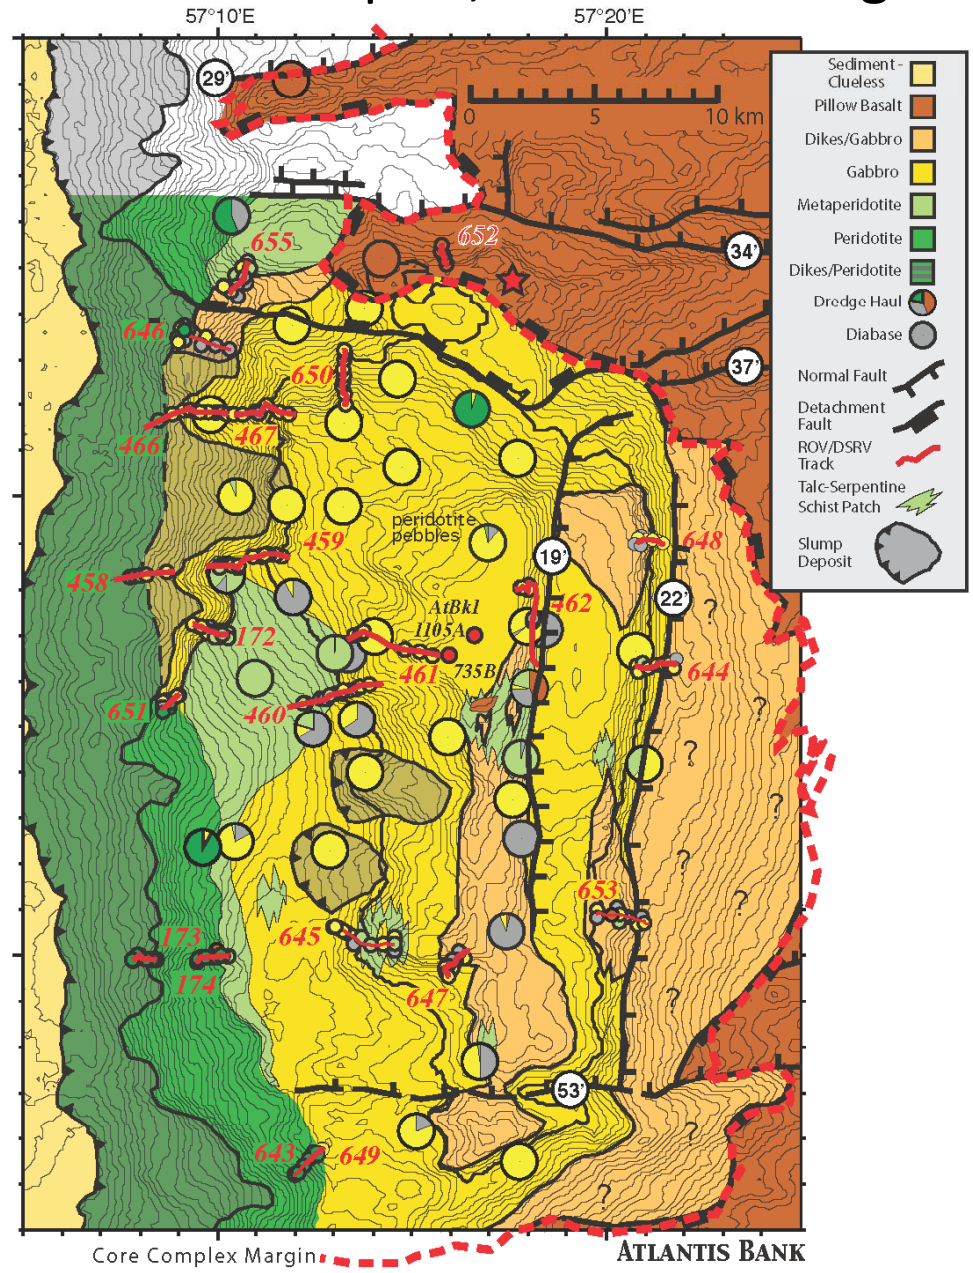 57°10'E
57°20'E
29'
0 5 10 km
34'
37'
19'
22'
53'
Sediment -
Clueless
Pillow Basalt
Dikes/Gabbro
Gabbro
Metaperidotite
Peridotite
Dikes/Peridotite
Dredge Haul
Diabase
Normal Fault
Detachment
Fault
ROV/DSRV
Track
Talc-Serpentine
Schist Patch
Slump
Deposit
655
652
646
650
466
467
peridotite
pebbles
459
458
648
462
AtBk1
1105A
735B
172
461
644
651
460
?
?
?
?
?
653
645
173
174
647
?
?
?
643
649
Core Complex Margin
ATLANTIS BANK